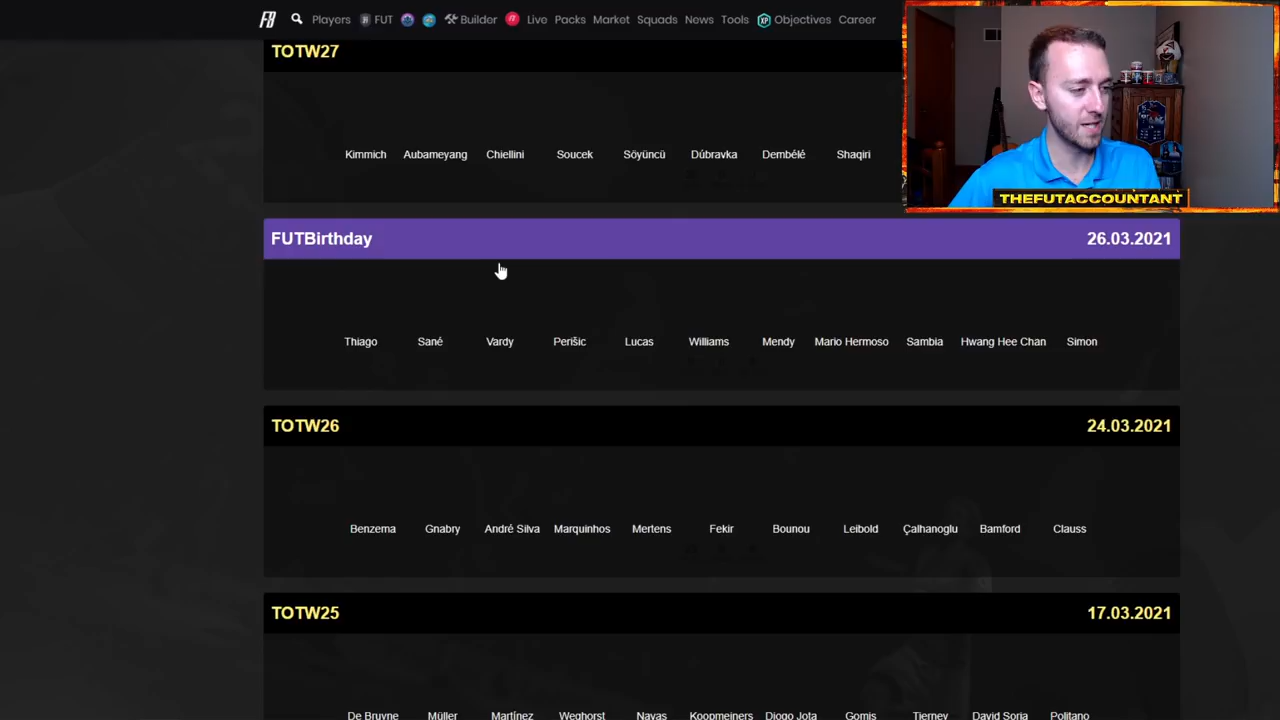 Players FUT Builder Live Packs Market Squads News Tools Objectives Career
TOTW27
Kimmich Aubameyang Chiellini Soucek Söyüncü Dúbravka Dembélé Shaqiri
THEFUTACCOUNTANT
FUTBirthday 26.03.2021
Thiago Sané Vardy Perišic Lucas Williams Mendy Mario Hermoso Sambia Hwang Hee Chan Simon
TOTW26 24.03.2021
Benzema Gnabry André Silva Marquinhos Mertens Fekir Bounou Leibold Çalhanoglu Bamford Clauss
TOTW25 17.03.2021
De Bruyne Müller Martínez Weghorst Navas Koopmeiners Diogo Jota Gomis Tierney David Soria Politano